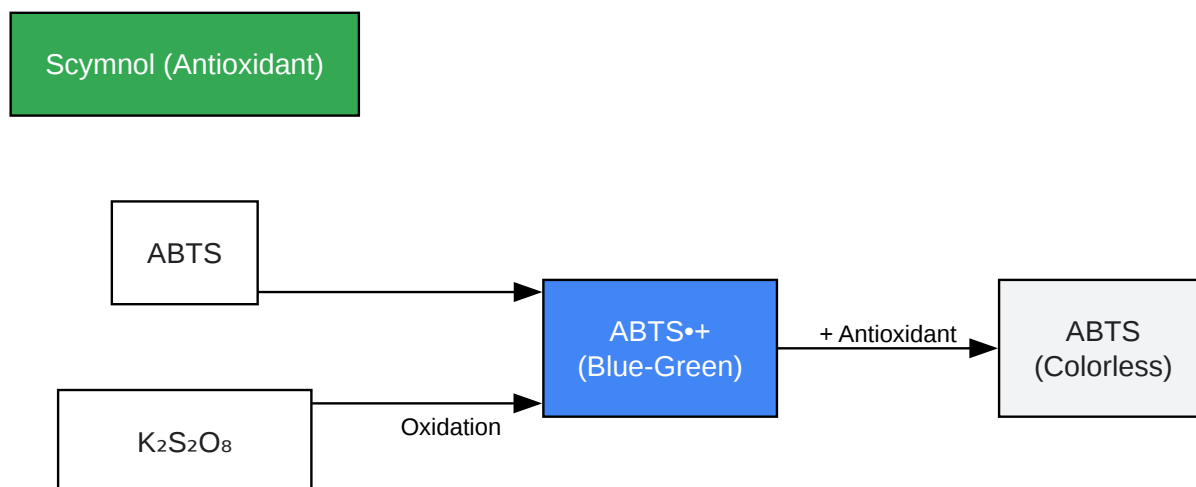 Scymnol (Antioxidant)
ABTS
ABTS•+
(Blue-Green)
+ Antioxidant
ABTS
(Colorless)
Oxidation
K₂S₂O₈